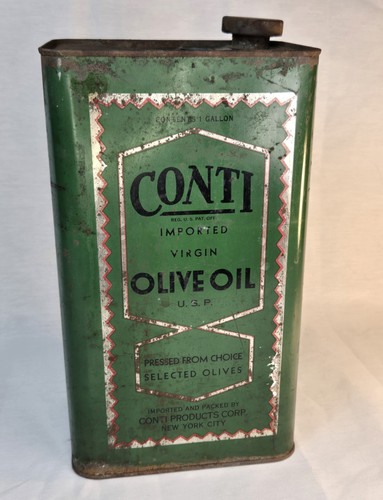 CONTENTS 1 GALLON
CONTI
REG. U.S. PAT. OFF.
IMPORTED
VIRGIN
OLIVE OIL
U.S.P.
PRESSED FROM CHOICE
SELECTED OLIVES
IMPORTED AND PACKED BY
CONTI PRODUCTS CORP.
NEW YORK CITY